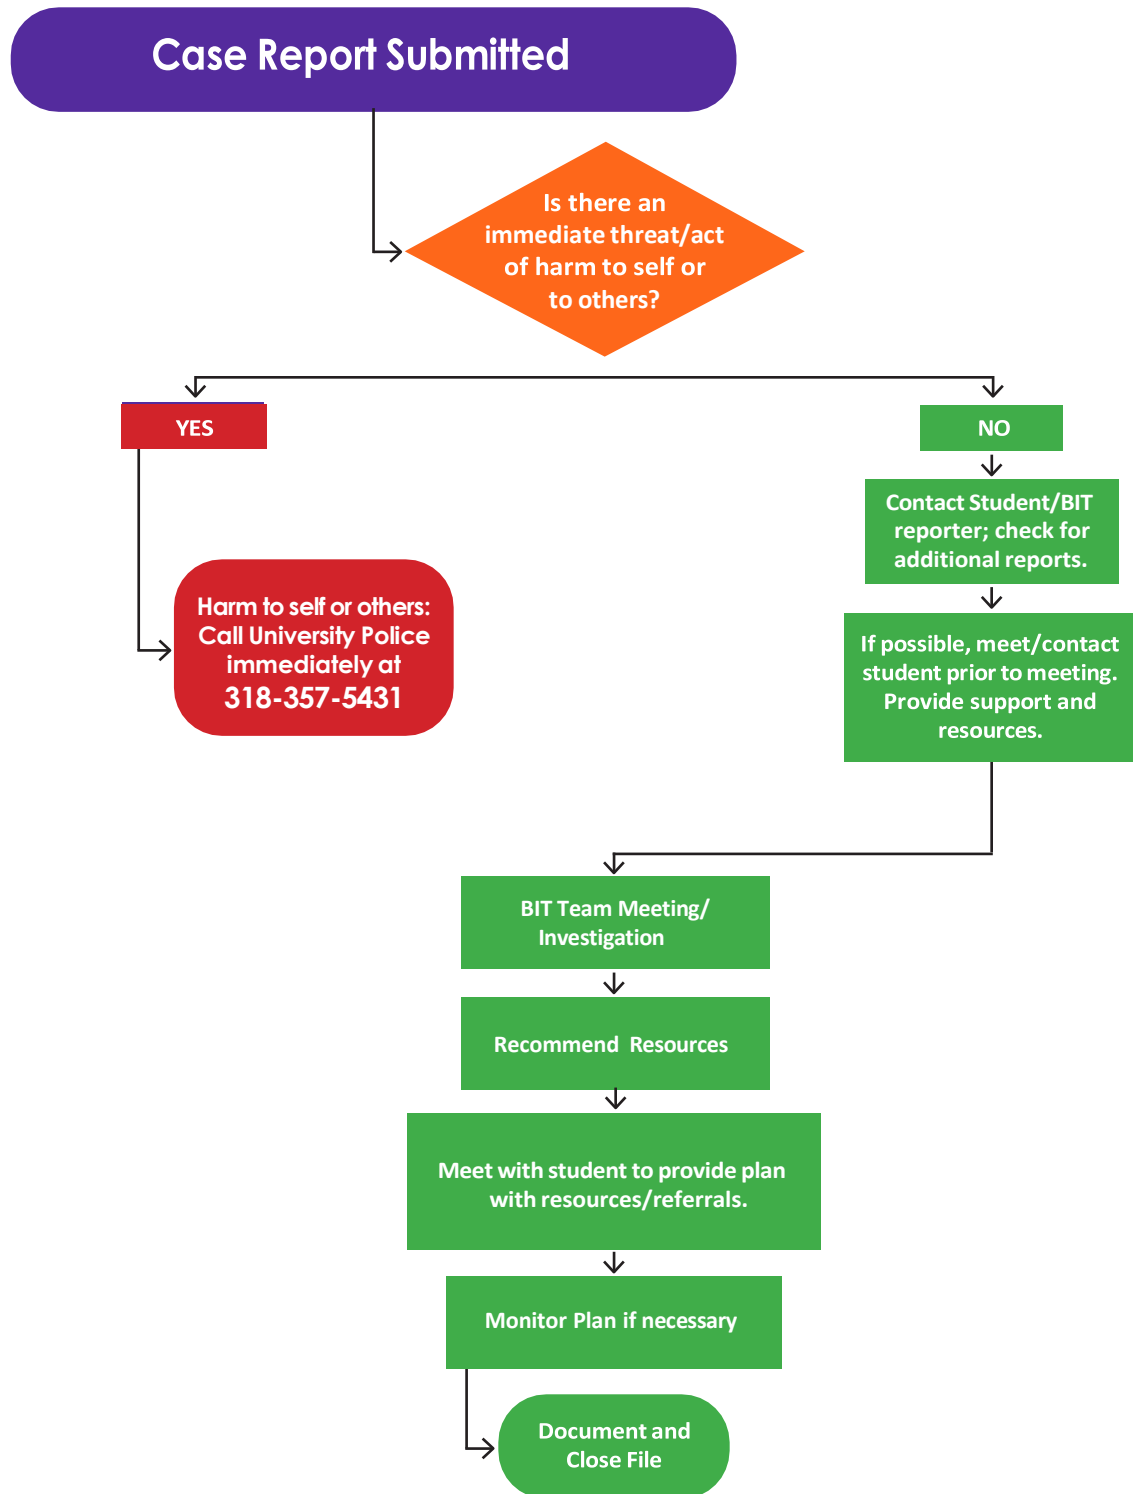 Case Report Submitted
Is there an
immediate threat/act
of harm to self or
to others?
YES
NO
Contact Student/BIT
reporter; check for
additional reports.
Harm to self or others:
Call University Police
immediately at
318-357-5431
If possible, meet/contact
student prior to meeting.
Provide support and
resources.
BIT Team Meeting/
Investigation
Recommend Resources
Meet with student to provide plan
with resources/referrals.
Monitor Plan if necessary
Document and
Close File